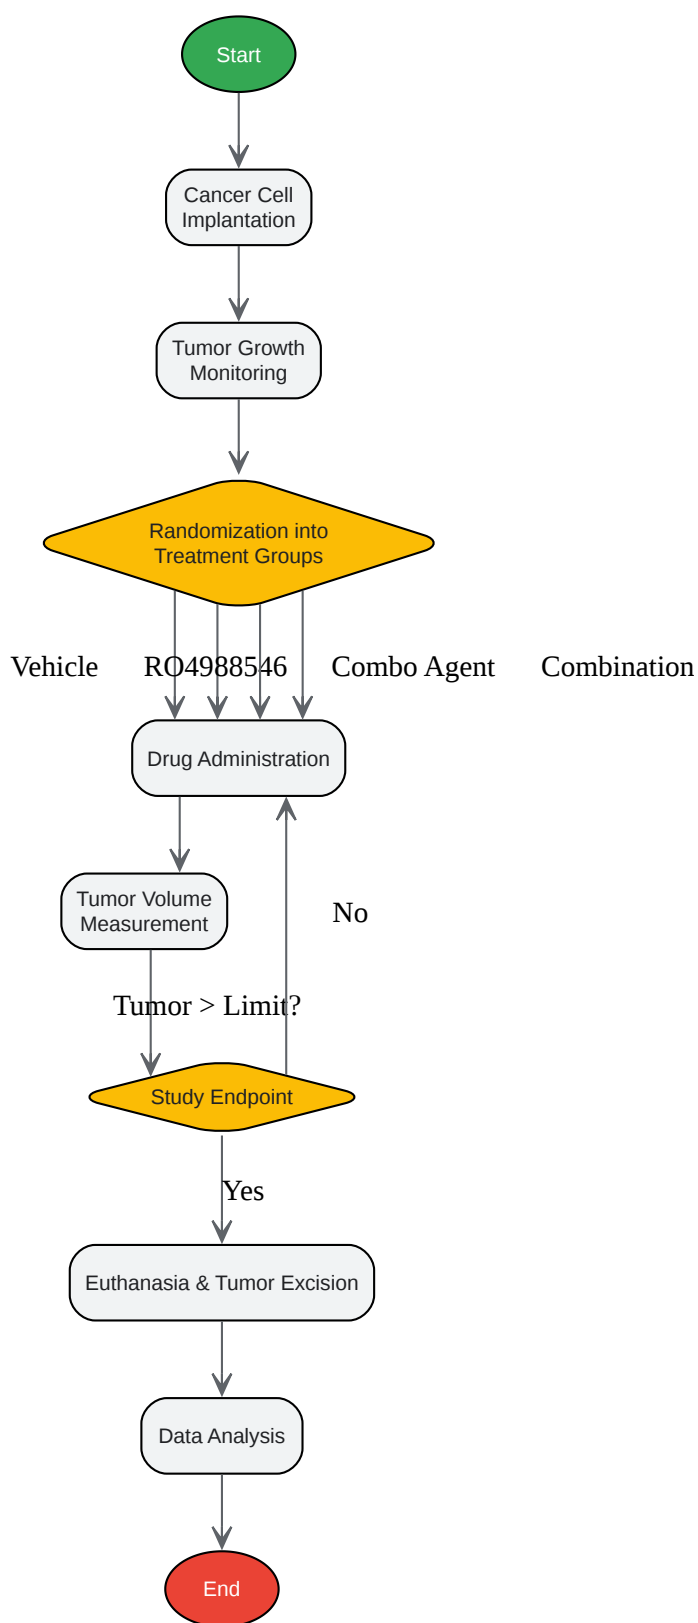 Start
Cancer Cell
Implantation
Tumor Growth
Monitoring
Randomization into
Treatment Groups
Vehicle
RO4988546
Combo Agent
Combination
Drug Administration
Tumor Volume
Measurement
No
Tumor > Limit?
Study Endpoint
Yes
Euthanasia & Tumor Excision
Data Analysis
End